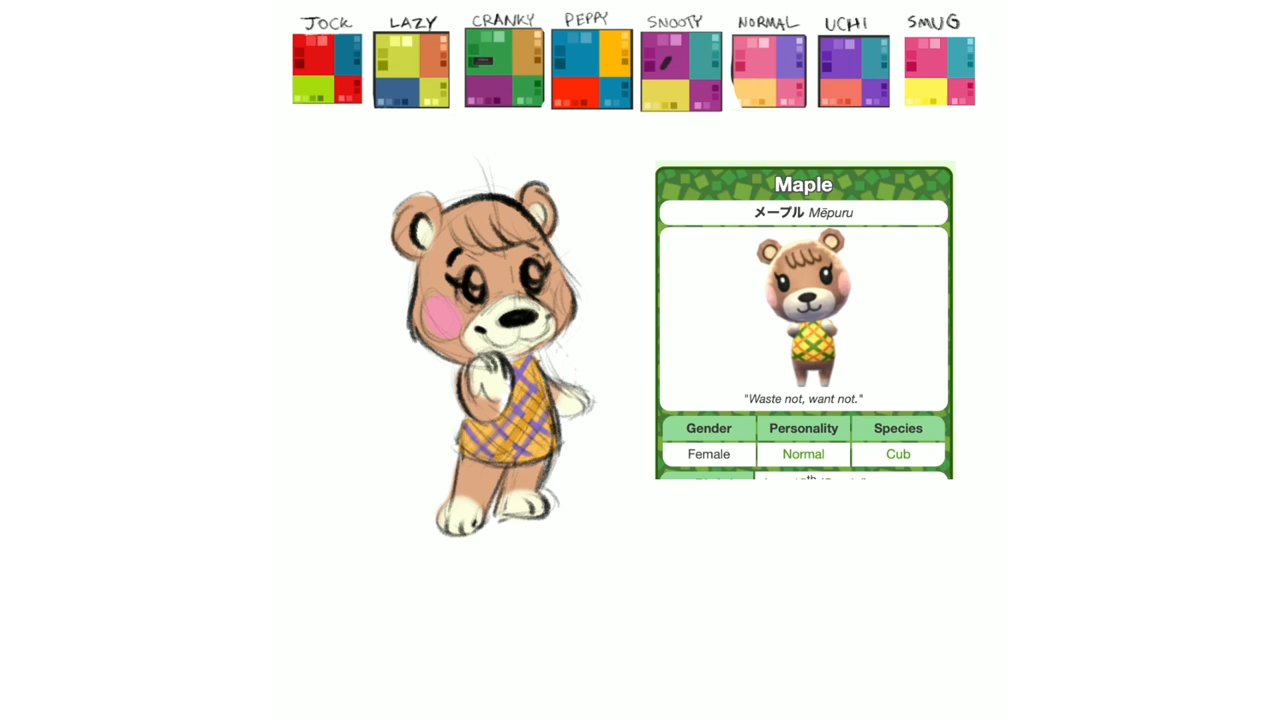 JOCK LAZY CRANKY PEPPY SNOOTY NORMAL UCHI SMUG
Maple
メープル Mēpuru
"Waste not, want not."
Gender Personality Species
Female Normal Cub